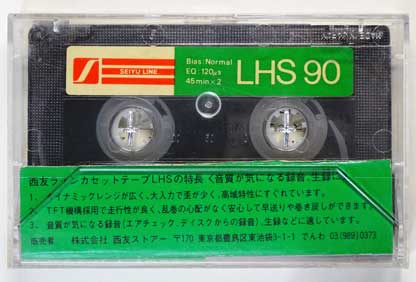 SEIYU LINE
Bias:Normal
EQ:120μs
45min×2
LHS 90
西友ラインカセットテープLHSの特長〈音質が気になる録音、生録に
1. ダイナミックレンジが広く、大入力で歪が少く、高域特性にすぐれています。
2. TFT機構採用で走行性が良く、乱巻の心配がなく安心して早送りや巻き戻しができます
3. 音質が気になる録音(エアチェック、ディスクからの録音)、生録などに適しています。
販売者 株式会社 西友ストアー 〒170 東京都豊島区東池袋3-1-1 でんわ 03(989)0373